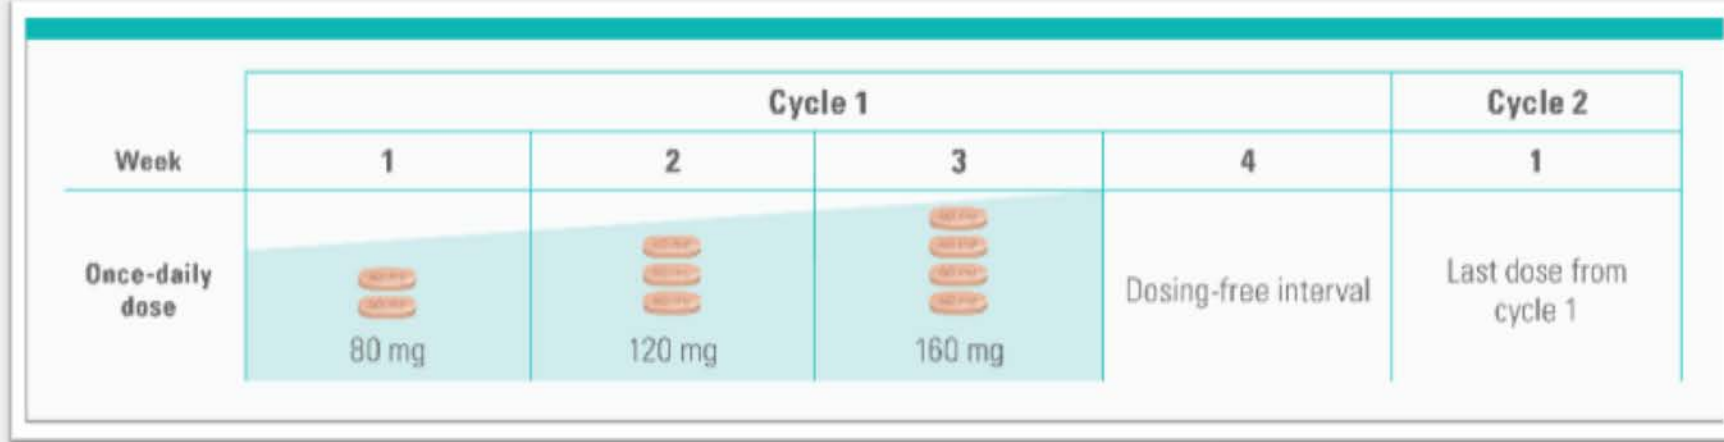 Cycle 1 Cycle 2
Week 1 2 3 4 1
Once-daily
dose
80 mg 120 mg 160 mg
Dosing-free interval
Last dose from
cycle 1